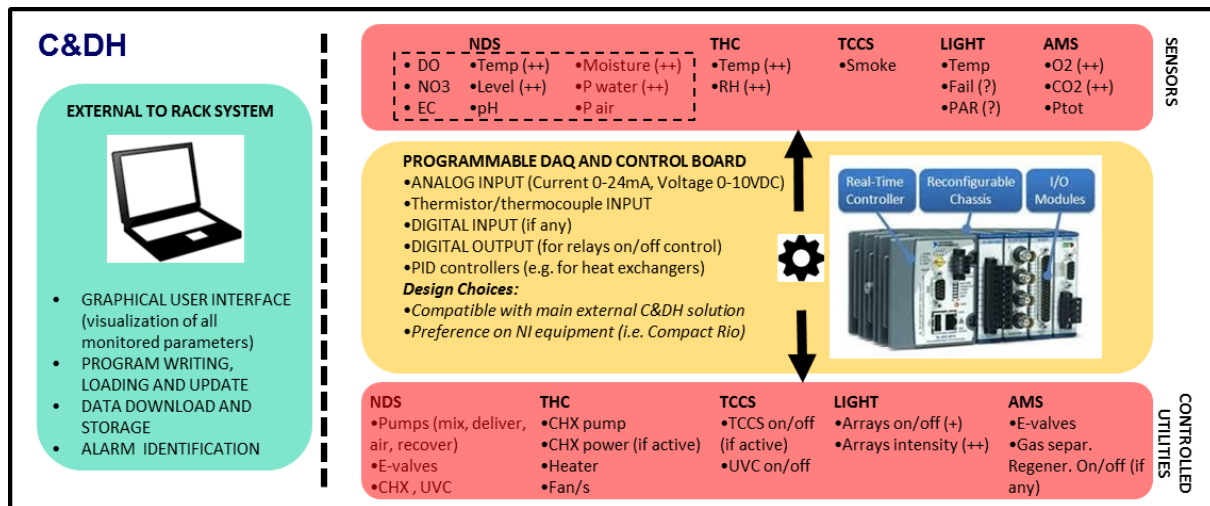 C&DH
EXTERNAL TO RACK SYSTEM
• GRAPHICAL USER INTERFACE
(visualization of all
monitored parameters)
• PROGRAM WRITING,
LOADING AND UPDATE
• DATA DOWNLOAD AND
STORAGE
• ALARM IDENTIFICATION
NDS
• DO •Temp (++) •Moisture (++)
• NO3 •Level (++) •P water (++)
• EC •pH •P air
THC
•Temp (++)
•RH (++)
TCCS
•Smoke
LIGHT
•Temp
•Fail (?)
•PAR (?)
AMS
•O2 (++)
•CO2 (++)
•Ptot
SENSORS
PROGRAMMABLE DAQ AND CONTROL BOARD
•ANALOG INPUT (Current 0-24mA, Voltage 0-10VDC)
•Thermistor/thermocouple INPUT
•DIGITAL INPUT (if any)
•DIGITAL OUTPUT (for relays on/off control)
•PID controllers (e.g. for heat exchangers)
Design Choices:
•Compatible with main external C&DH solution
•Preference on NI equipment (i.e. Compact Rio)
Real-Time
Controller
Reconfigurable
Chassis
I/O
Modules
NDS
•Pumps (mix, deliver,
air, recover)
•E-valves
•CHX , UVC
THC
•CHX pump
•CHX power (if active)
•Heater
•Fan/s
TCCS
•TCCS on/off
(if active)
•UVC on/off
LIGHT
•Arrays on/off (+)
•Arrays intensity (++)
AMS
•E-valves
•Gas separ.
Regener. On/off (if
any)
CONTROLLED
UTILITIES